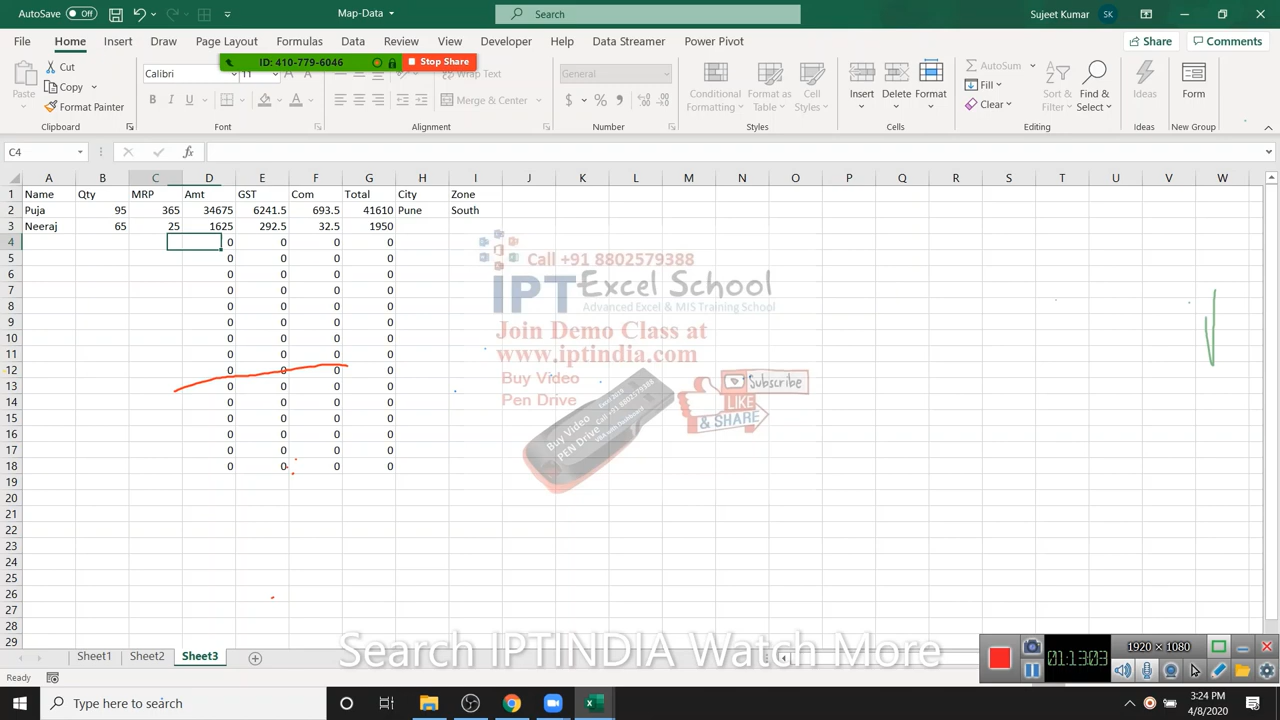 AutoSave Off Map-Data Search Sujeet Kumar SK
File Home Insert Draw Page Layout Formulas Data Review View Developer Help Data Streamer Power Pivot Share Comments
ID: 410-779-6046 Stop Share
Paste Cut Copy Format Painter Clipboard
Calibri 11 Font
Wrap Text Merge & Center Alignment
General Number
Conditional Formatting Format as Table Cell Styles Styles
Insert Delete Format Cells
AutoSum Fill Clear Sort & Filter Find & Select Editing
Ideas Ideas
Form New Group
C4
A B C D E F G H I J K L M N O P Q R S T U V W
1 Name Qty MRP Amt GST Com Total City Zone
2 Puja 95 365 34675 6241.5 693.5 41610 Pune South
3 Neeraj 65 25 1625 292.5 32.5 1950
4 0 0 0 0
5 0 0 0 0
6 0 0 0 0
7 0 0 0 0
8 0 0 0 0
9 0 0 0 0
10 0 0 0 0
11 0 0 0 0
12 0 0 0 0
13 0 0 0 0
14 0 0 0 0
15 0 0 0 0
16 0 0 0 0
17 0 0 0 0
18 0 0 0 0
19
20
21
22
23
24
25
26
27
28
29
Call +91 8802579388
IPT Excel School
Advanced Excel & MIS Training School
Join Demo Class at
www.iptindia.com
Buy Video
Pen Drive
Buy Video
PEN Drive
Call +91 8802579388
Subscribe
LIKE
& SHARE
Search IPTINDIA Watch More
Sheet1 Sheet2 Sheet3
Ready
01:13:03 1920 × 1080
Type here to search
3:24 PM
4/8/2020